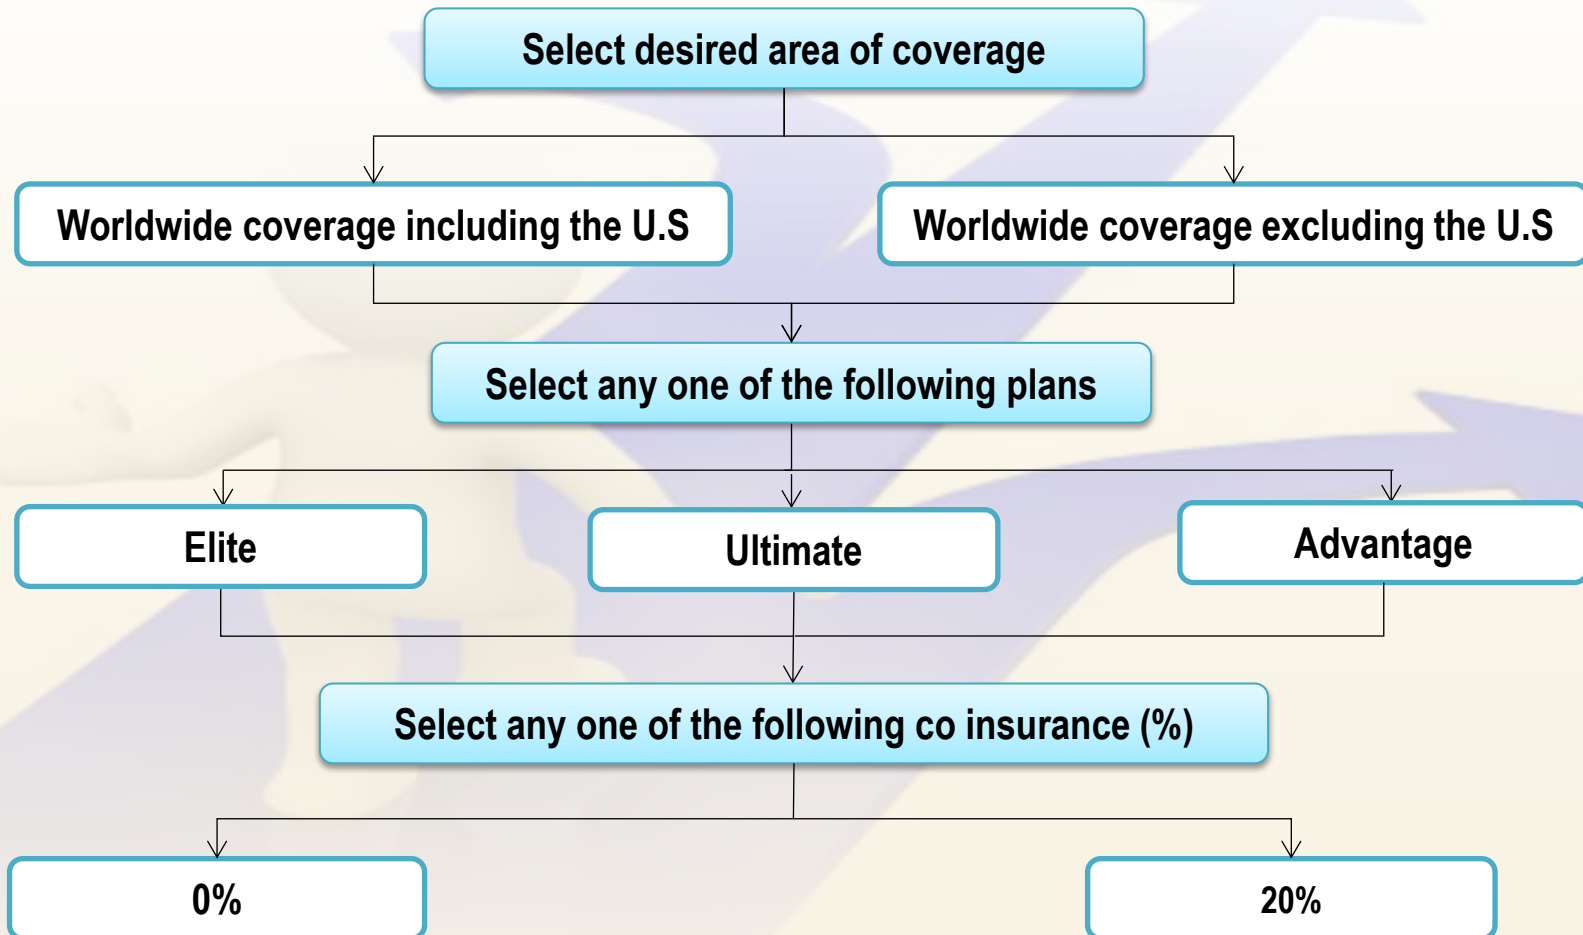 Select desired area of coverage
Worldwide coverage including the U.S
Worldwide coverage excluding the U.S
Select any one of the following plans
Elite
Ultimate
Advantage
Select any one of the following co insurance (%)
0%
20%